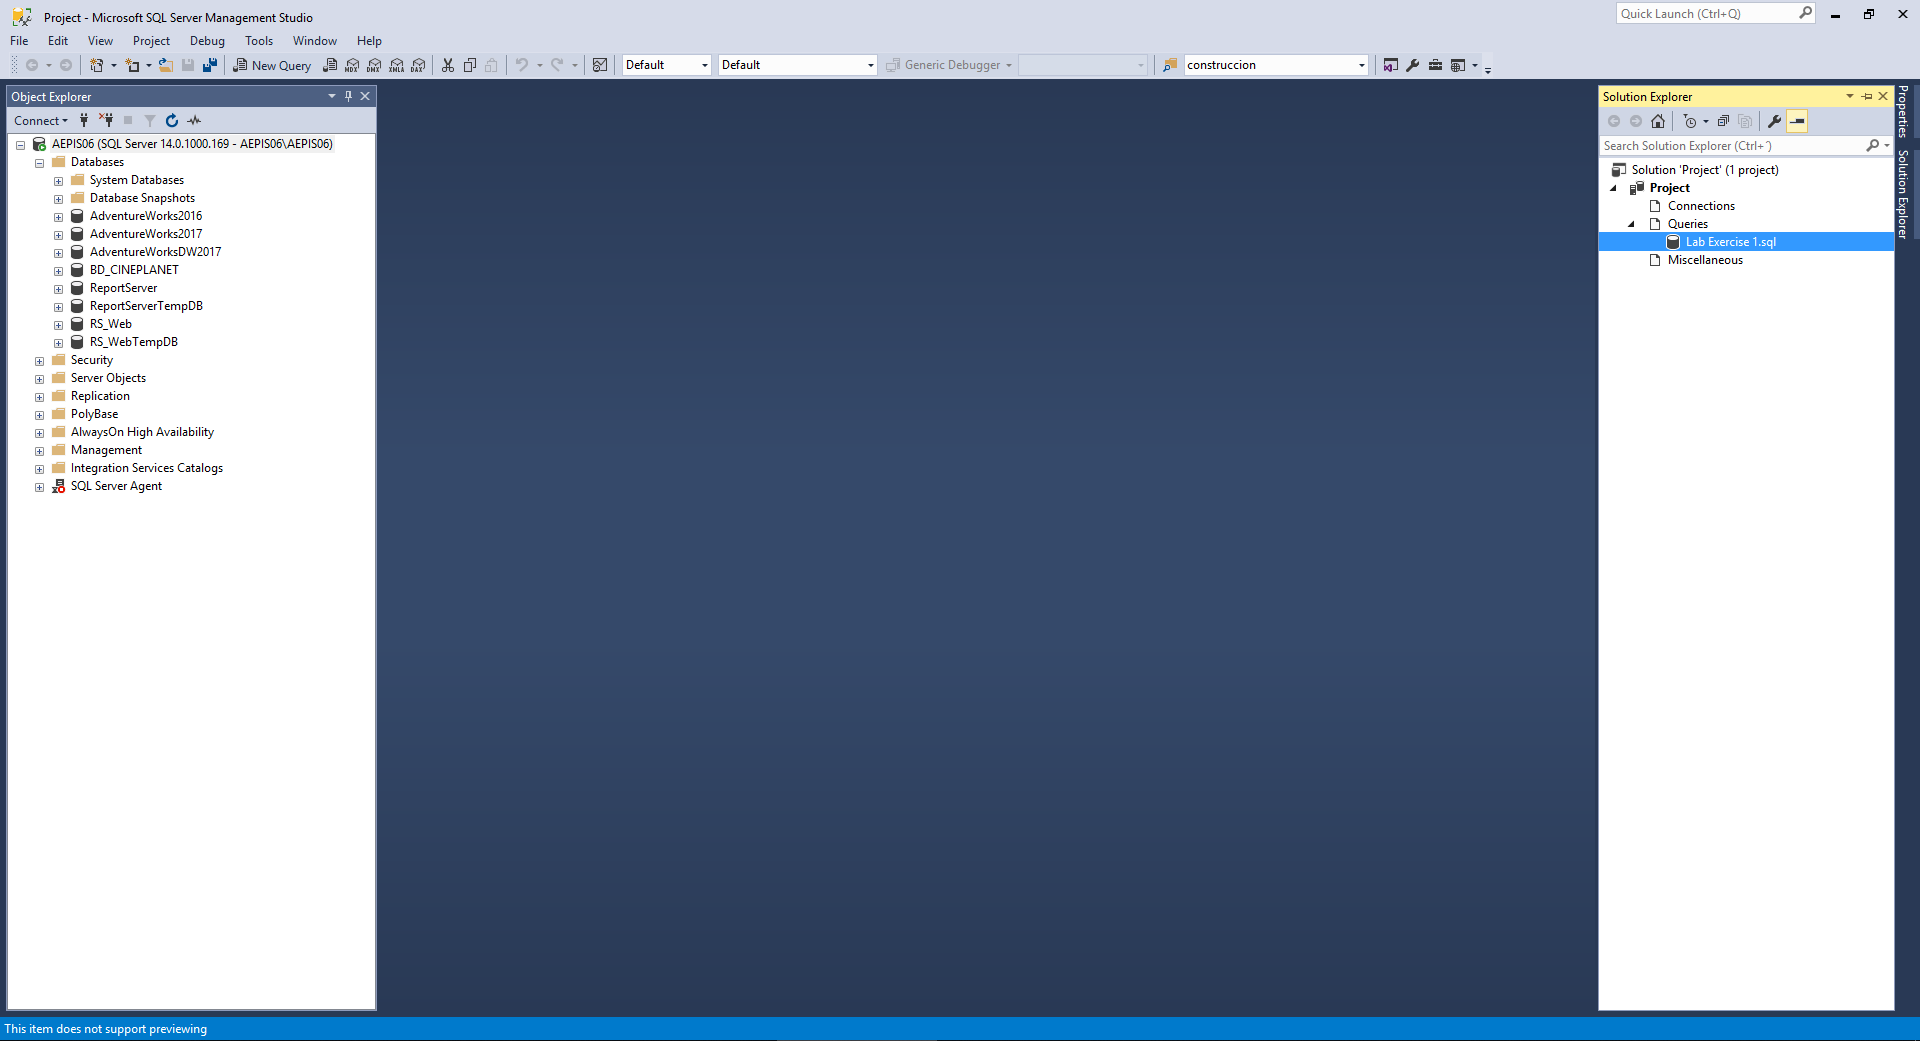 Project - Microsoft SQL Server Management Studio
Quick Launch (Ctrl+Q)
File Edit View Project Debug Tools Window Help
New Query MDX DMX XMLA DAX Default Default Generic Debugger construccion
Object Explorer
Connect
AEPIS06 (SQL Server 14.0.1000.169 - AEPIS06\AEPIS06)
Databases
System Databases
Database Snapshots
AdventureWorks2016
AdventureWorks2017
AdventureWorksDW2017
BD_CINEPLANET
ReportServer
ReportServerTempDB
RS_Web
RS_WebTempDB
Security
Server Objects
Replication
PolyBase
AlwaysOn High Availability
Management
Integration Services Catalogs
SQL Server Agent
Solution Explorer
Search Solution Explorer (Ctrl+´)
Solution 'Project' (1 project)
Project
Connections
Queries
Lab Exercise 1.sql
Miscellaneous
Properties
Solution Explorer
This item does not support previewing